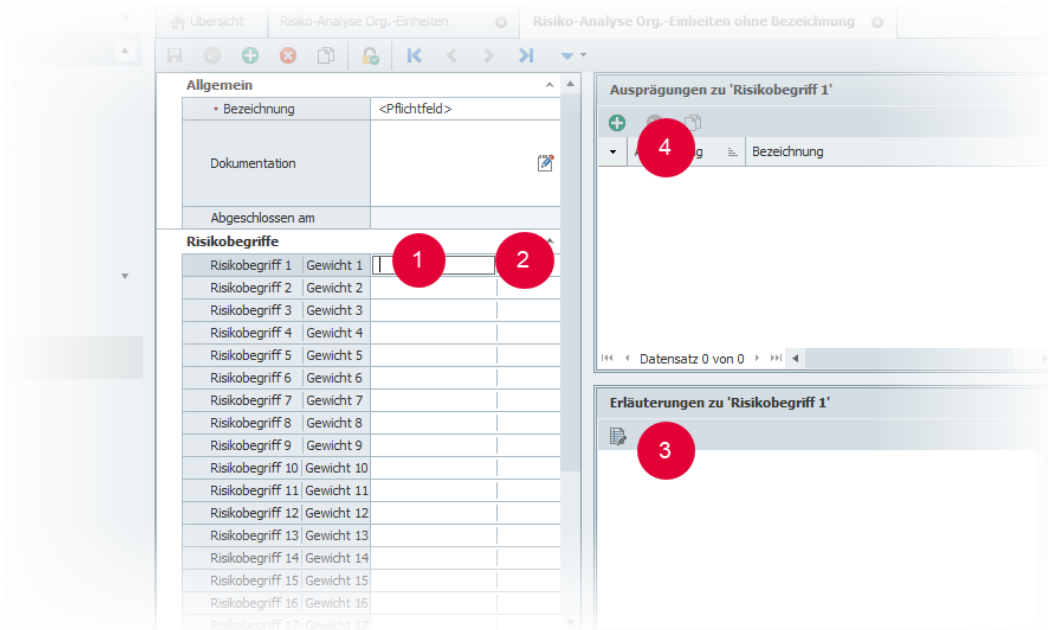 Übersicht
Risiko-Analyse Org.-Einheiten
Risiko-Analyse Org.-Einheiten ohne Bezeichnung
Allgemein
Bezeichnung <Pflichtfeld>
Dokumentation
Abgeschlossen am
Risikobegriffe
1
2
Risikobegriff 1 Gewicht 1
Risikobegriff 2 Gewicht 2
Risikobegriff 3 Gewicht 3
Risikobegriff 4 Gewicht 4
Risikobegriff 5 Gewicht 5
Risikobegriff 6 Gewicht 6
Risikobegriff 7 Gewicht 7
Risikobegriff 8 Gewicht 8
Risikobegriff 9 Gewicht 9
Risikobegriff 10 Gewicht 10
Risikobegriff 11 Gewicht 11
Risikobegriff 12 Gewicht 12
Risikobegriff 13 Gewicht 13
Risikobegriff 14 Gewicht 14
Risikobegriff 15 Gewicht 15
Risikobegriff 16 Gewicht 16
Risikobegriff 17 Gewicht 17
Ausprägungen zu 'Risikobegriff 1'
4
Bezeichnung
Datensatz 0 von 0
Erläuterungen zu 'Risikobegriff 1'
3